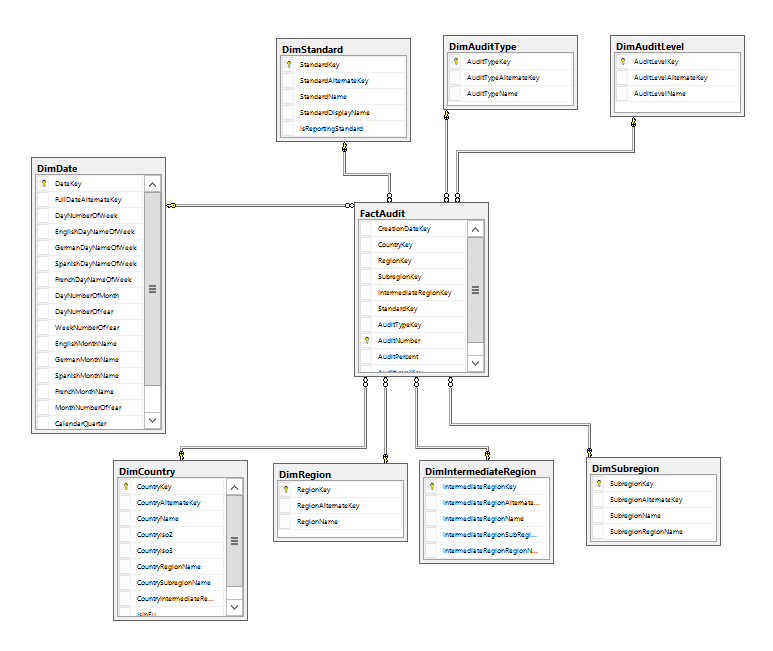 DimStandard
StandardKey
StandardAlternateKey
StandardName
StandardDisplayName
IsReportingStandard
DimAuditType
AuditTypeKey
AuditTypeAlternateKey
AuditTypeName
DimAuditLevel
AuditLevelKey
AuditLevelAlternateKey
AuditLevelName
DimDate
DateKey
FullDateAlternateKey
DayNumberOfWeek
EnglishDayNameOfWeek
GermanDayNameOfWeek
SpanishDayNameOfWeek
FrenchDayNameOfWeek
DayNumberOfMonth
DayNumberOfYear
WeekNumberOfYear
EnglishMonthName
GermanMonthName
SpanishMonthName
FrenchMonthName
MonthNumberOfYear
CalendarQuarter
FactAudit
CreationDateKey
CountryKey
RegionKey
SubregionKey
IntermediateRegionKey
StandardKey
AuditTypeKey
AuditNumber
AuditPercent
AuditLevelKey
DimCountry
CountryKey
CountryAlternateKey
CountryName
CountryIso2
CountryIso3
CountryRegionName
CountrySubregionName
CountryIntermediateRe...
IsInEu
DimRegion
RegionKey
RegionAlternateKey
RegionName
DimIntermediateRegion
IntermediateRegionKey
IntermediateRegionAlternate...
IntermediateRegionName
IntermediateRegionSubRegi...
IntermediateRegionRegionN...
DimSubregion
SubregionKey
SubregionAlternateKey
SubregionName
SubregionRegionName